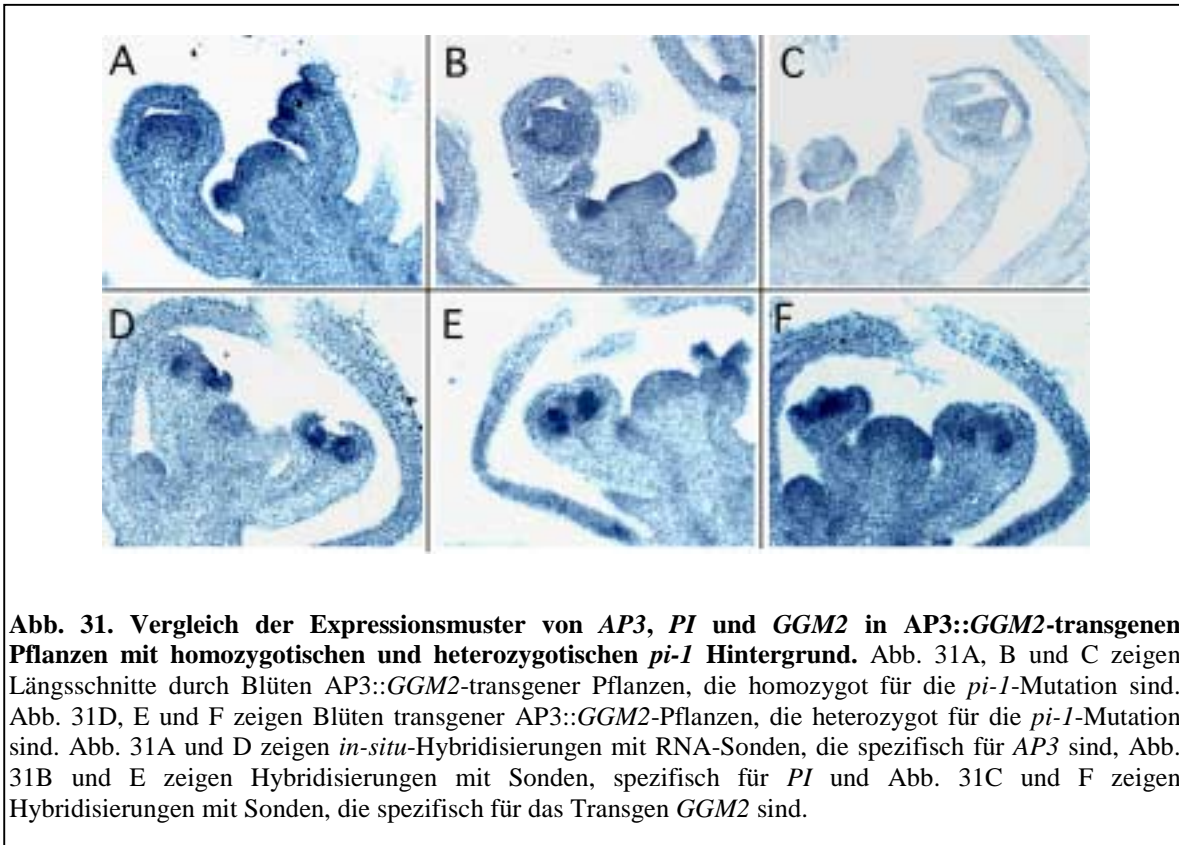 A
B
C
D
E
F
Abb. 31. Vergleich der Expressionsmuster von AP3, PI und GGM2 in AP3::GGM2-transgenen
Pflanzen mit homozygotischen und heterozygotischen pi-1 Hintergrund. Abb. 31A, B und C zeigen
Längsschnitte durch Blüten AP3::GGM2-transgener Pflanzen, die homozygot für die pi-1-Mutation sind.
Abb. 31D, E und F zeigen Blüten transgener AP3::GGM2-Pflanzen, die heterozygot für die pi-1-Mutation
sind. Abb. 31A und D zeigen in-situ-Hybridisierungen mit RNA-Sonden, die spezifisch für AP3 sind, Abb.
31B und E zeigen Hybridisierungen mit Sonden, spezifisch für PI und Abb. 31C und F zeigen
Hybridisierungen mit Sonden, die spezifisch für das Transgen GGM2 sind.